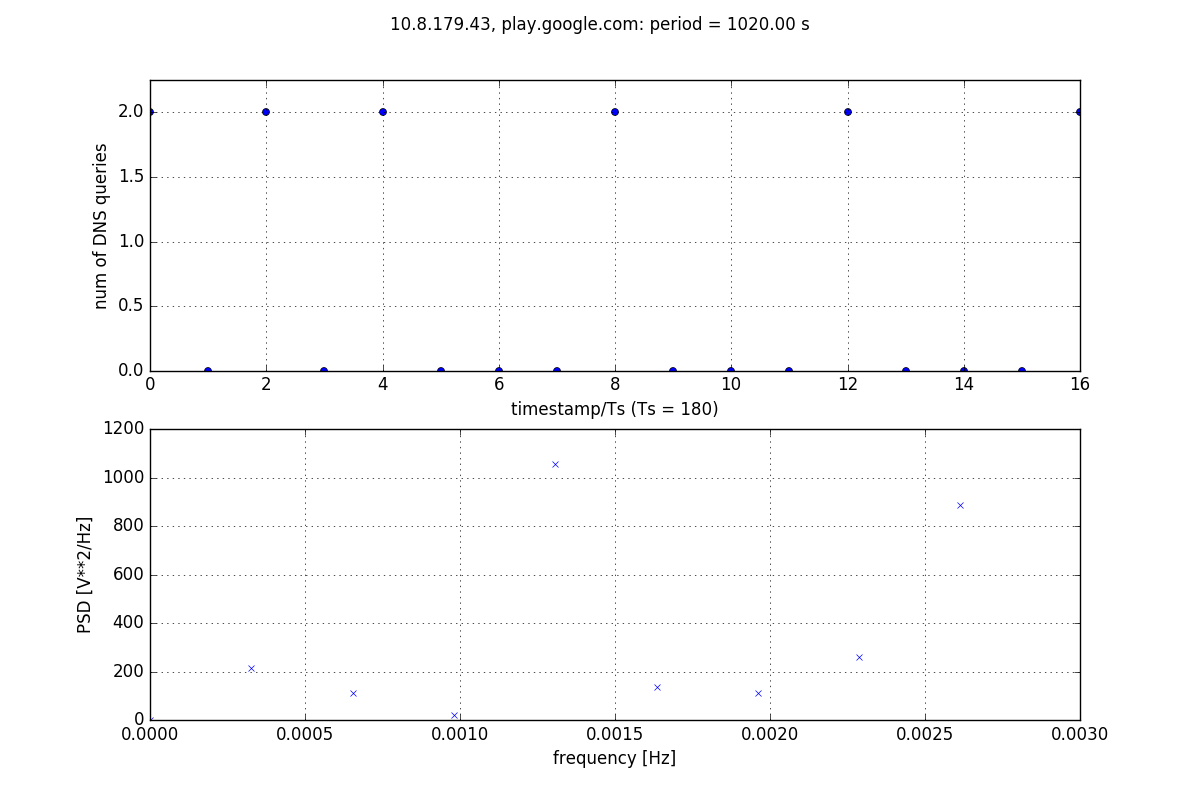 10.8.179.43, play.google.com: period = 1020.00 s
2.0
1.5
1.0
0.5
0.0
num of DNS queries
0 2 4 6 8 10 12 14 16
timestamp/Ts (Ts = 180)
1200
1000
800
600
400
200
0
PSD [V**2/Hz]
0.0000 0.0005 0.0010 0.0015 0.0020 0.0025 0.0030
frequency [Hz]